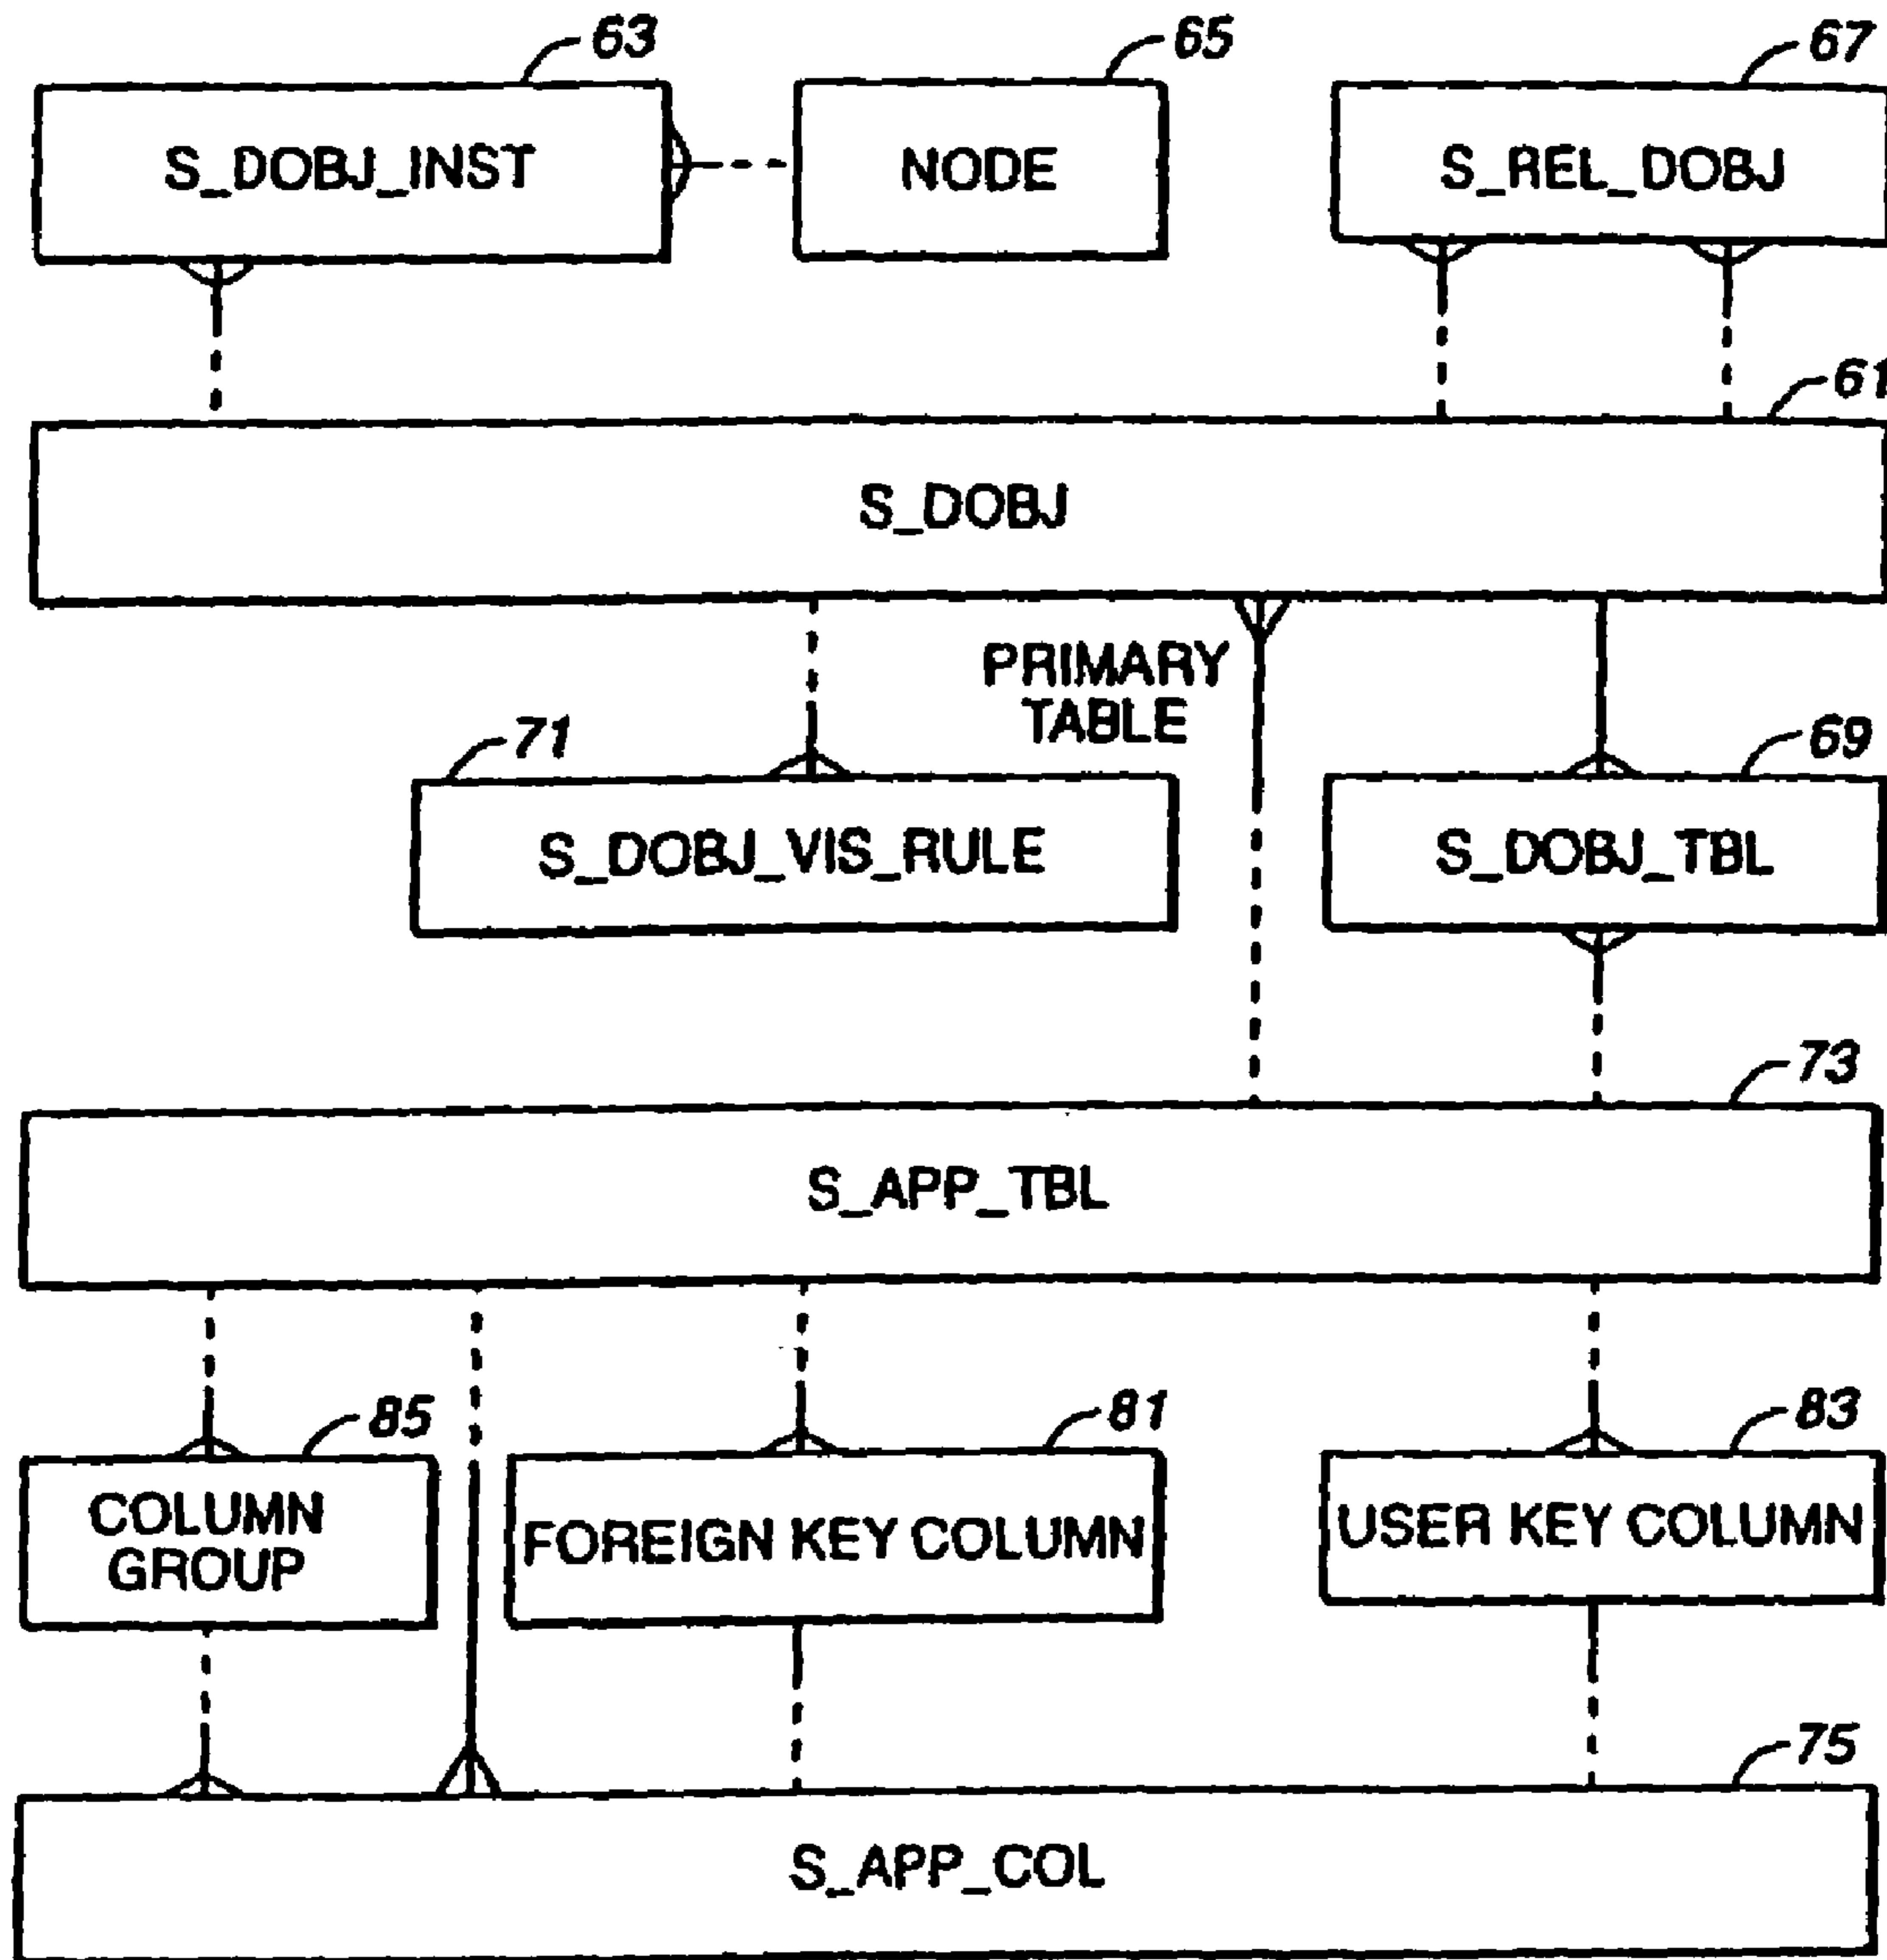 63
65
67
S_DOBJ_INST
NODE
S_REL_DOBJ
61
S_DOBJ
PRIMARY
TABLE
71
69
S_DOBJ_VIS_RULE
S_DOBJ_TBL
73
S_APP_TBL
85
81
83
COLUMN
GROUP
FOREIGN KEY COLUMN
USER KEY COLUMN
75
S_APP_COL